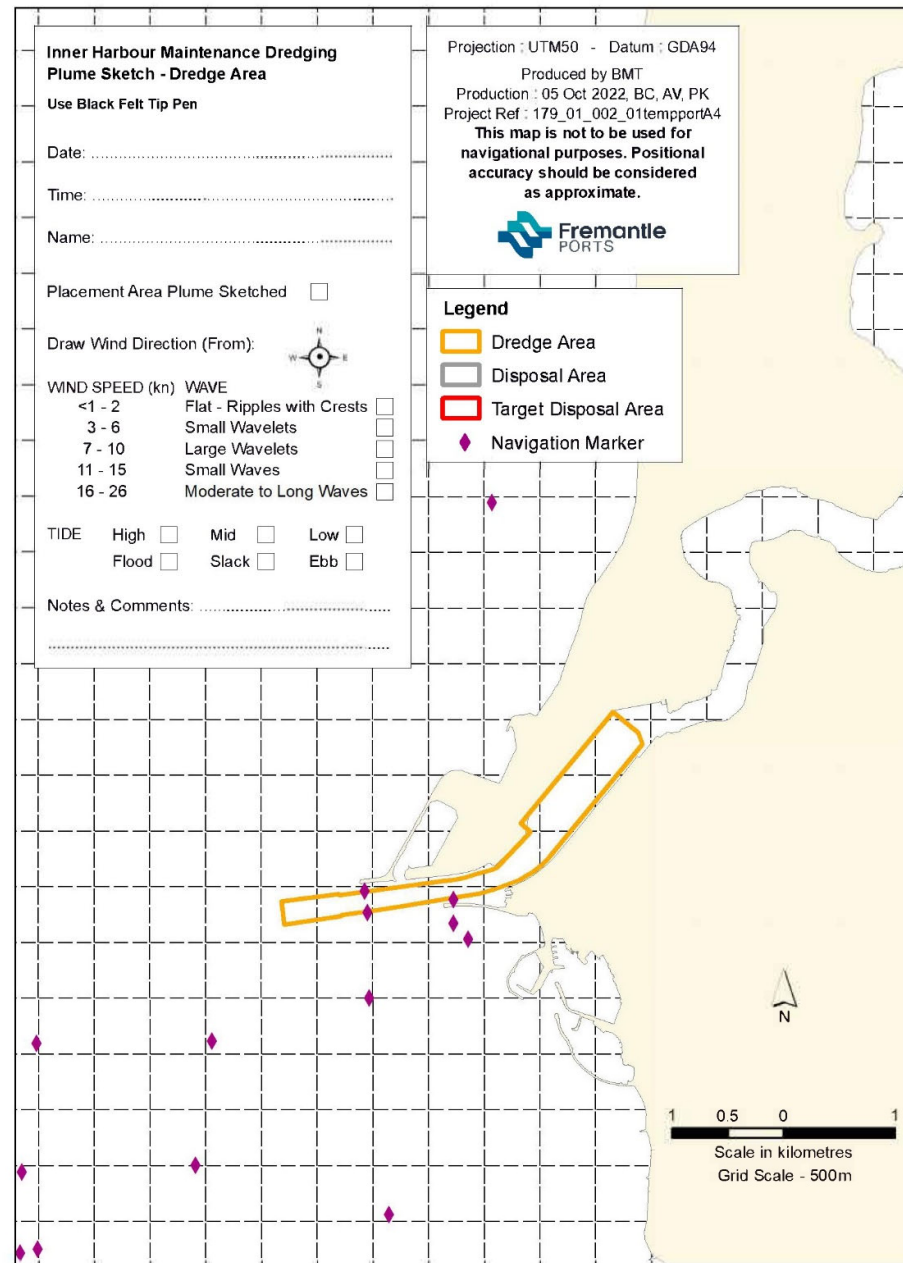 Inner Harbour Maintenance Dredging
Plume Sketch - Dredge Area
Use Black Felt Tip Pen
Date:
Time:
Name:
Placement Area Plume Sketched
Draw Wind Direction (From):
N
W E
S
WIND SPEED (kn) WAVE
<1 - 2 Flat - Ripples with Crests
3 - 6 Small Wavelets
7 - 10 Large Wavelets
11 - 15 Small Waves
16 - 26 Moderate to Long Waves
TIDE High Mid Low
Flood Slack Ebb
Notes & Comments:
Projection : UTM50 - Datum : GDA94
Produced by BMT
Production : 05 Oct 2022, BC, AV, PK
Project Ref : 179_01_002_01tempportA4
This map is not to be used for
navigational purposes. Positional
accuracy should be considered
as approximate.
Fremantle
PORTS
Legend
Dredge Area
Disposal Area
Target Disposal Area
Navigation Marker
N
1 0.5 0 1
Scale in kilometres
Grid Scale - 500m